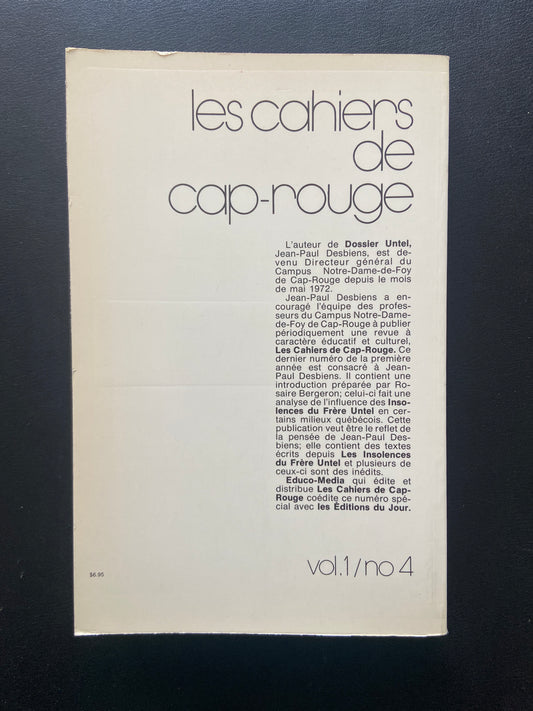 les cahiers
de
cap-rouge
L'auteur de Dossier Untel,
Jean-Paul Desbiens, est de-
venu Directeur général du
Campus Notre-Dame-de-Foy
de Cap-Rouge depuis le mois
de mai 1972.
Jean-Paul Desbiens a en-
couragé l'équipe des profes-
seurs du Campus Notre-Dame-
de-Foy de Cap-Rouge à publier
périodiquement une revue à
caractère éducatif et culturel,
Les Cahiers de Cap-Rouge. Ce
dernier numéro de la première
année est consacré à Jean-
Paul Desbiens. Il contient une
introduction préparée par Ro-
saire Bergeron; celui-ci fait une
analyse de l'influence des Inso-
lences du Frère Untel en cer-
tains milieux québécois. Cette
publication veut être le reflet de
la pensée de Jean-Paul Des-
biens; elle contient des textes
écrits depuis Les Insolences
du Frère Untel et plusieurs de
ceux-ci sont des inédits.
Educo-Media qui édite et
distribue Les Cahiers de Cap-
Rouge coédite ce numéro spé-
cial avec les Éditions du Jour.
vol.1/no 4
$6.95